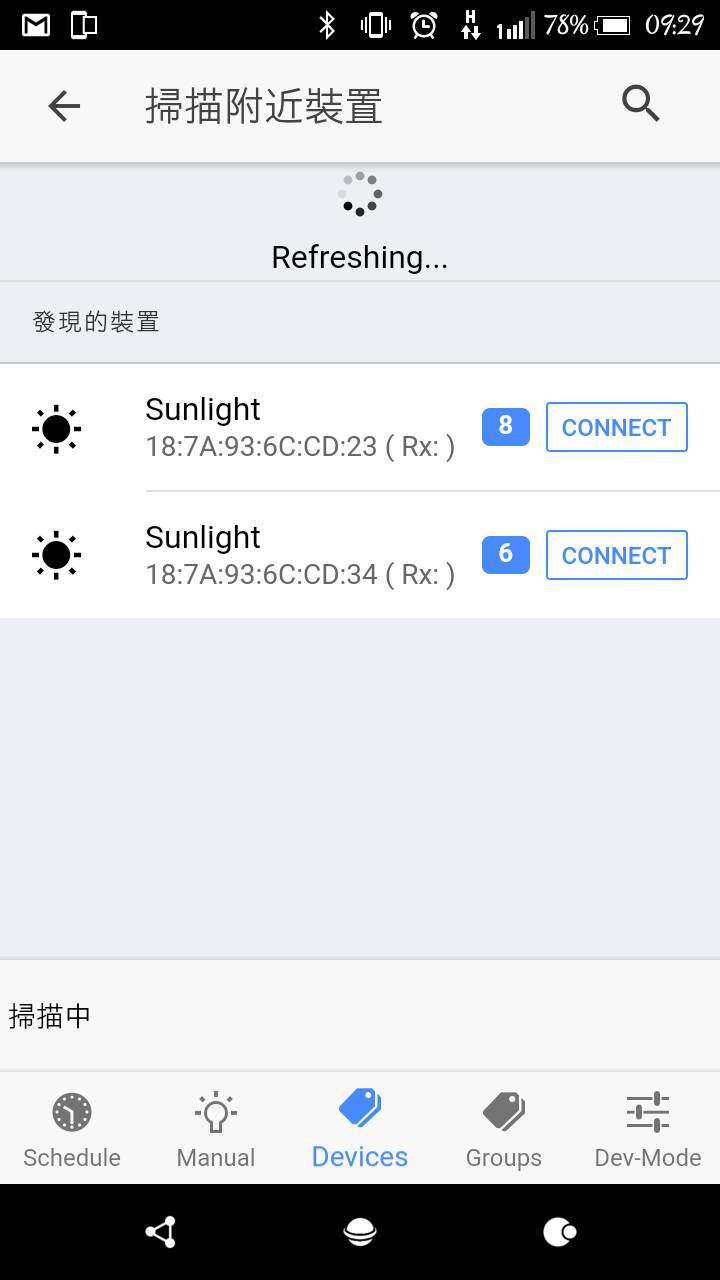 H
1
78%
09:29
掃描附近裝置
Refreshing...
發現的裝置
Sunlight
18:7A:93:6C:CD:23 ( Rx: )
8
CONNECT
Sunlight
18:7A:93:6C:CD:34 ( Rx: )
6
CONNECT
掃描中
Schedule
Manual
Devices
Groups
Dev-Mode